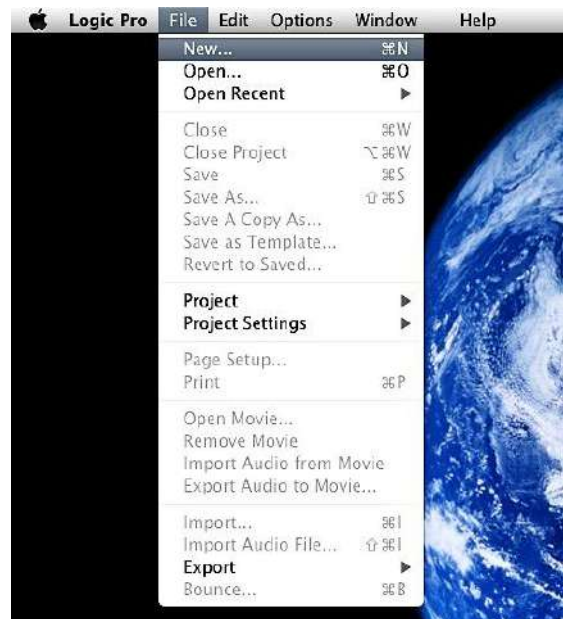 Logic Pro File Edit Options Window Help
New... ⌘N
Open... ⌘O
Open Recent ▶
Close ⌘W
Close Project ⌥⌘W
Save ⌘S
Save As... ⇧⌘S
Save A Copy As...
Save as Template...
Revert to Saved...
Project ▶
Project Settings ▶
Page Setup...
Print ⌘P
Open Movie...
Remove Movie
Import Audio from Movie
Export Audio to Movie...
Import... ⌘I
Import Audio File... ⇧⌘I
Export ▶
Bounce... ⌘B